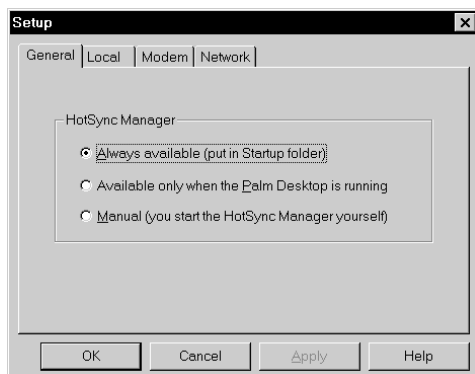 Setup
General Local Modem Network
HotSync Manager
Always available (put in Startup folder)
Available only when the Palm Desktop is running
Manual (you start the HotSync Manager yourself)
OK Cancel Apply Help